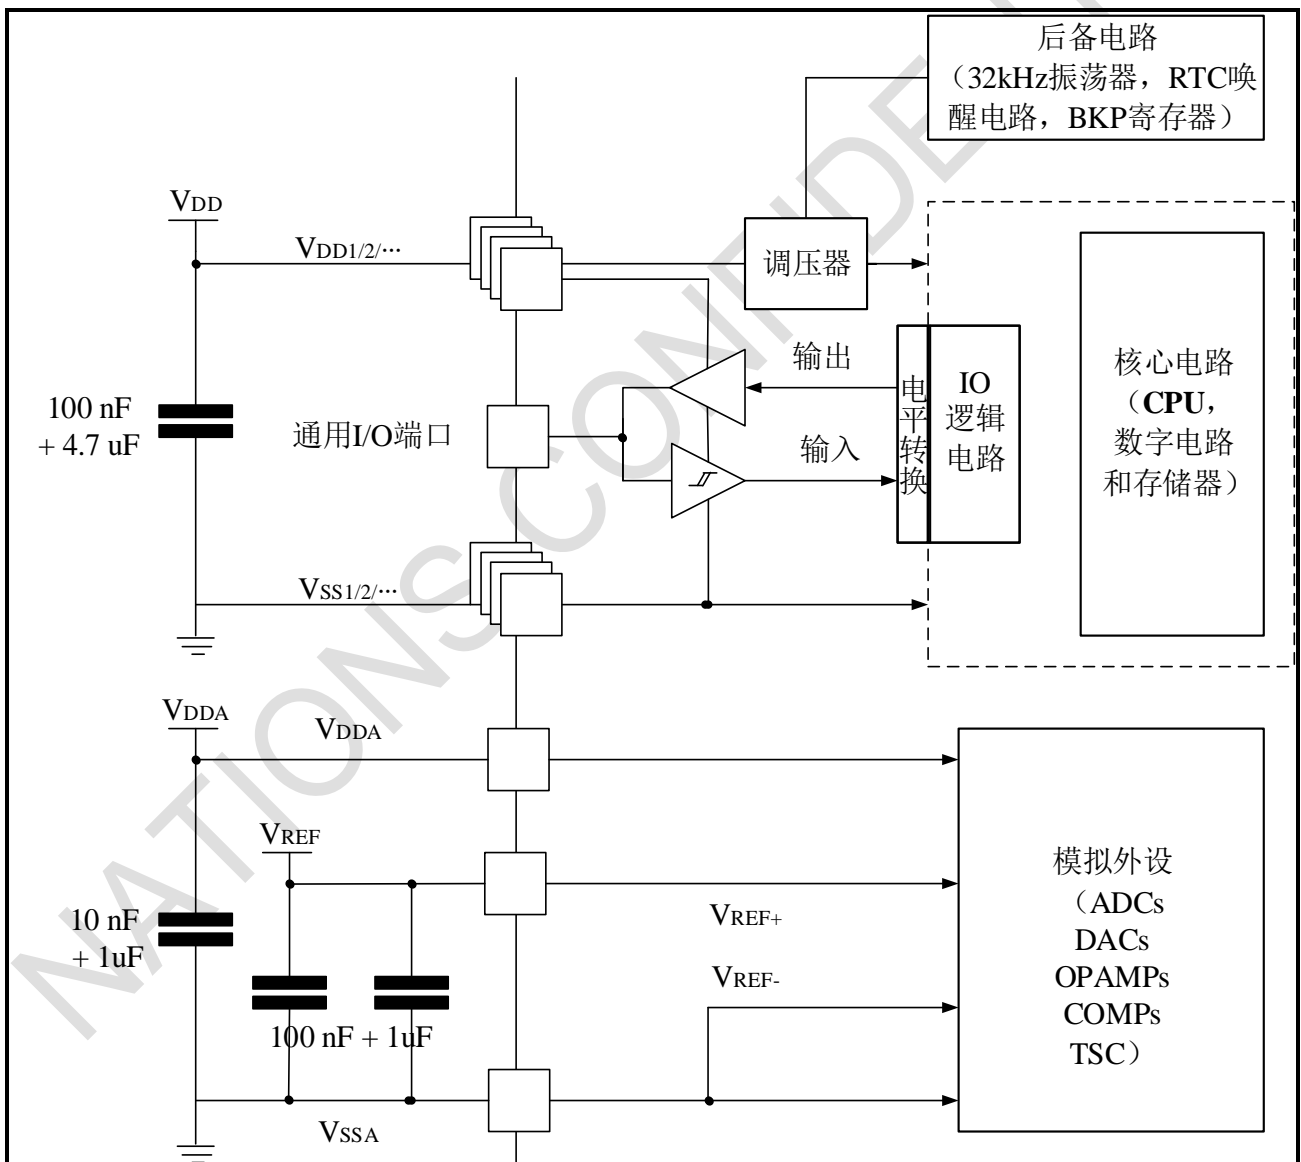 后备电路
（32kHz振荡器，RTC唤
醒电路，BKP寄存器）
VDD
VDD1/2/···
调压器
100 nF
+ 4.7 uF
通用I/O端口
输出
输入
电
平
转
换
IO
逻辑
电路
核心电路
（CPU，
数字电路
和存储器）
VSS1/2/···
VDDA
VDDA
VREF
10 nF
+ 1uF
100 nF + 1uF
VREF+
VREF-
VSSA
模拟外设
（ADCs
DACs
OPAMPs
COMPs
TSC）
NATIONS CONFIDE